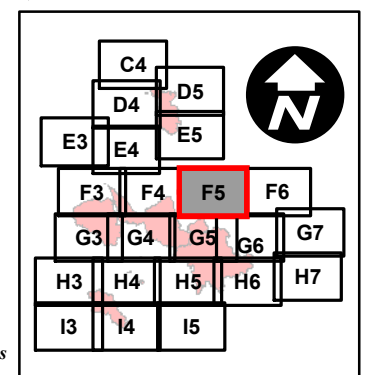 C4
D4 D5
N
E3 E4 E5
F3 F4 F5 F6
G3 G4 G5 G6 G7
H3 H4 H5 H6 H7
I3 I4 I5
s